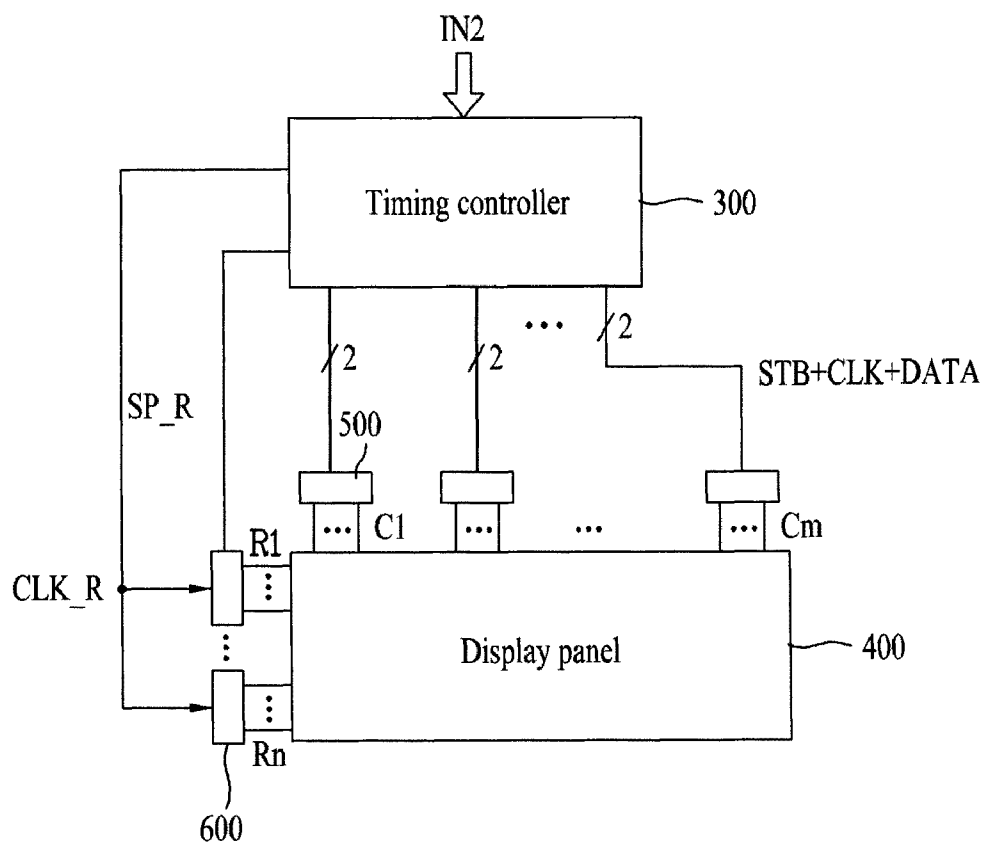 IN2
Timing controller
300
2
2
2
STB+CLK+DATA
SP_R
500
C1
Cm
R1
CLK_R
Display panel
400
Rn
600